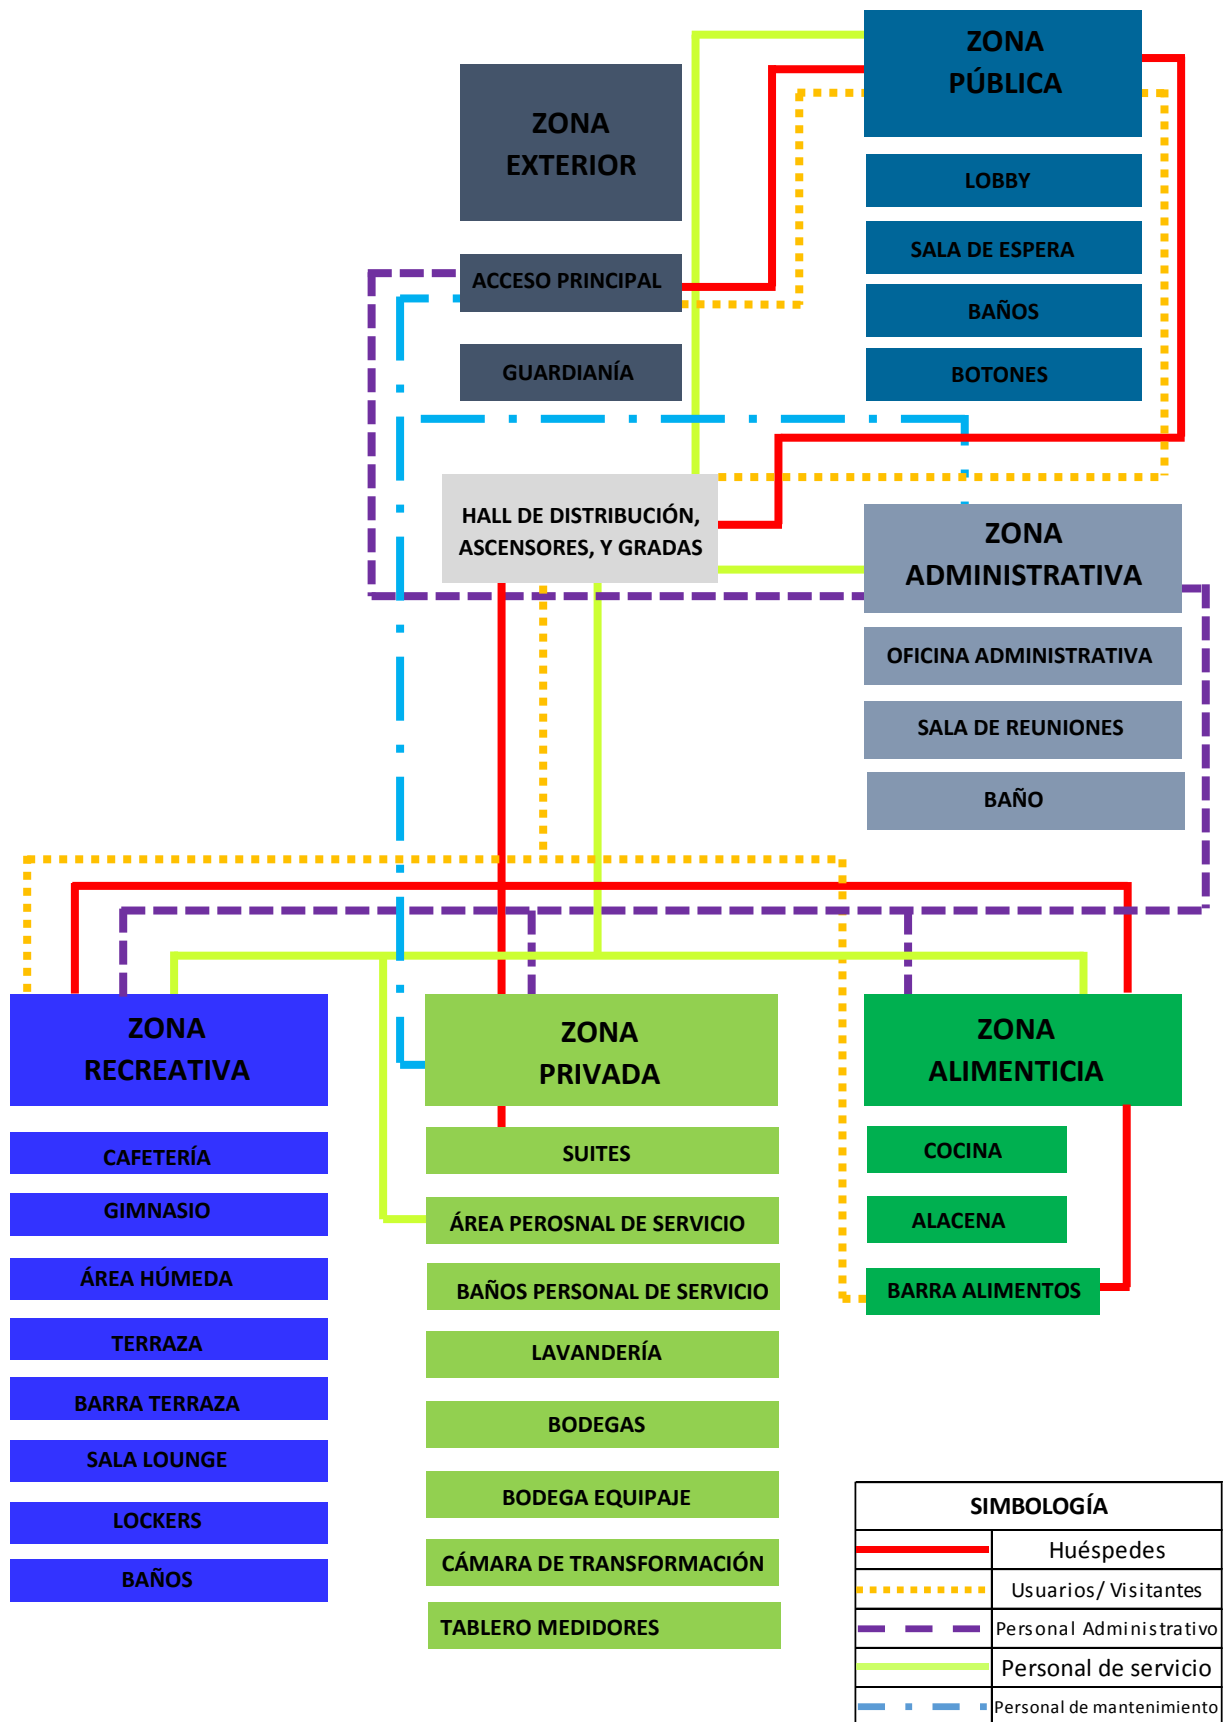 ZONA
PÚBLICA
LOBBY
SALA DE ESPERA
BAÑOS
BOTONES
ZONA
EXTERIOR
ACCESO PRINCIPAL
GUARDIANÍA
HALL DE DISTRIBUCIÓN,
ASCENSORES, Y GRADAS
ZONA
ADMINISTRATIVA
OFICINA ADMINISTRATIVA
SALA DE REUNIONES
BAÑO
ZONA
RECREATIVA
CAFETERÍA
GIMNASIO
ÁREA HÚMEDA
TERRAZA
BARRA TERRAZA
SALA LOUNGE
LOCKERS
BAÑOS
ZONA
PRIVADA
SUITES
ÁREA PEROSNAL DE SERVICIO
BAÑOS PERSONAL DE SERVICIO
LAVANDERÍA
BODEGAS
BODEGA EQUIPAJE
CÁMARA DE TRANSFORMACIÓN
TABLERO MEDIDORES
ZONA
ALIMENTICIA
COCINA
ALACENA
BARRA ALIMENTOS
SIMBOLOGÍA
Huéspedes
Usuarios/ Visitantes
Personal Administrativo
Personal de servicio
Personal de mantenimiento